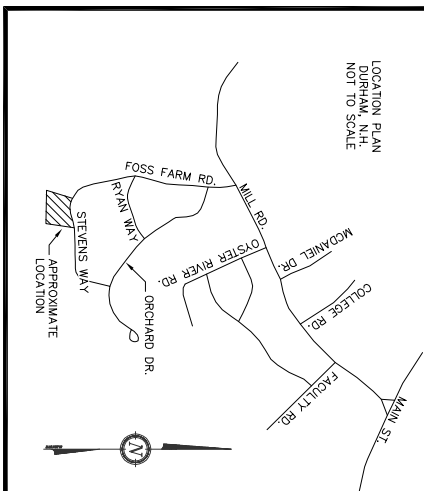 LOCATION PLAN
DURHAM, N.H.
NOT TO SCALE
MAIN ST.
COLLEGE RD.
MCDANIEL DR.
FACULTY RD.
MILL RD.
OYSTER RIVER RD.
FOSS FARM RD.
RYAN WAY
ORCHARD DR.
STEVENS WAY
APPROXIMATE
LOCATION
N